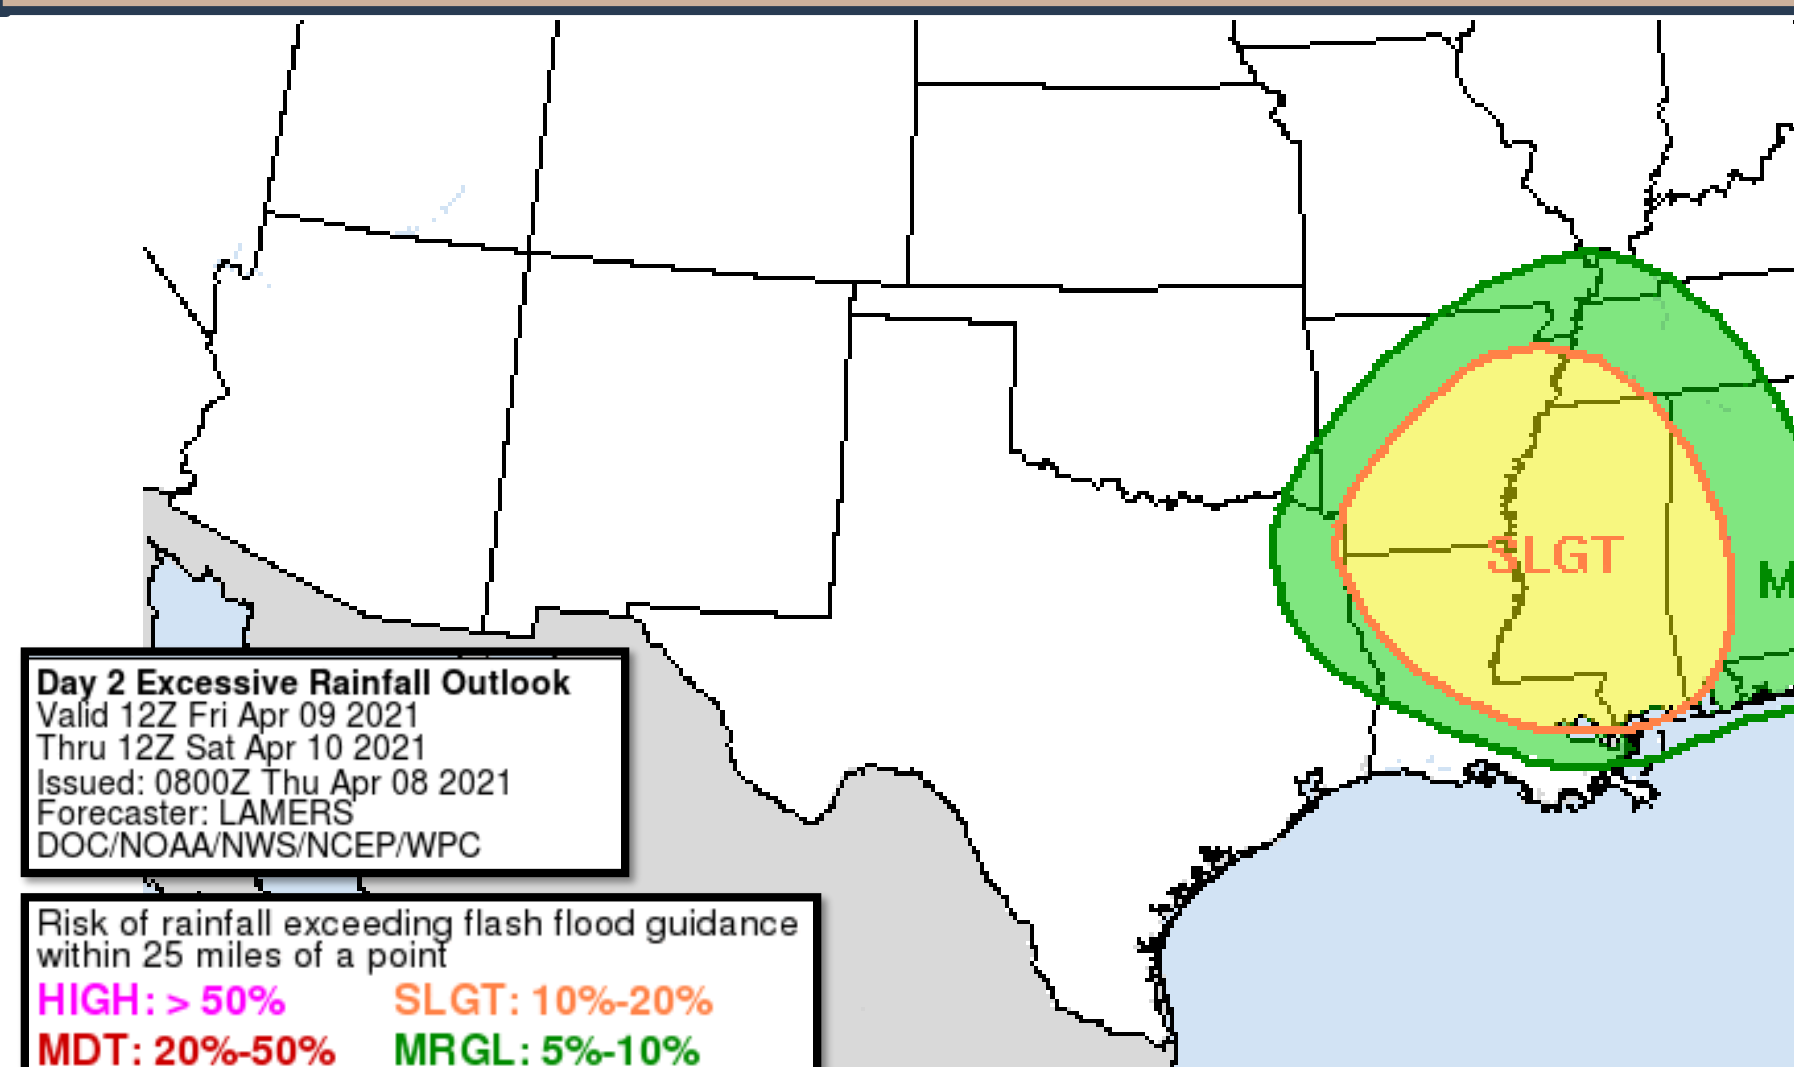 SLGT
M
Day 2 Excessive Rainfall Outlook
Valid 12Z Fri Apr 09 2021
Thru 12Z Sat Apr 10 2021
Issued: 0800Z Thu Apr 08 2021
Forecaster: LAMERS
DOC/NOAA/NWS/NCEP/WPC
Risk of rainfall exceeding flash flood guidance
within 25 miles of a point
HIGH: > 50% SLGT: 10%-20%
MDT: 20%-50% MRGL: 5%-10%